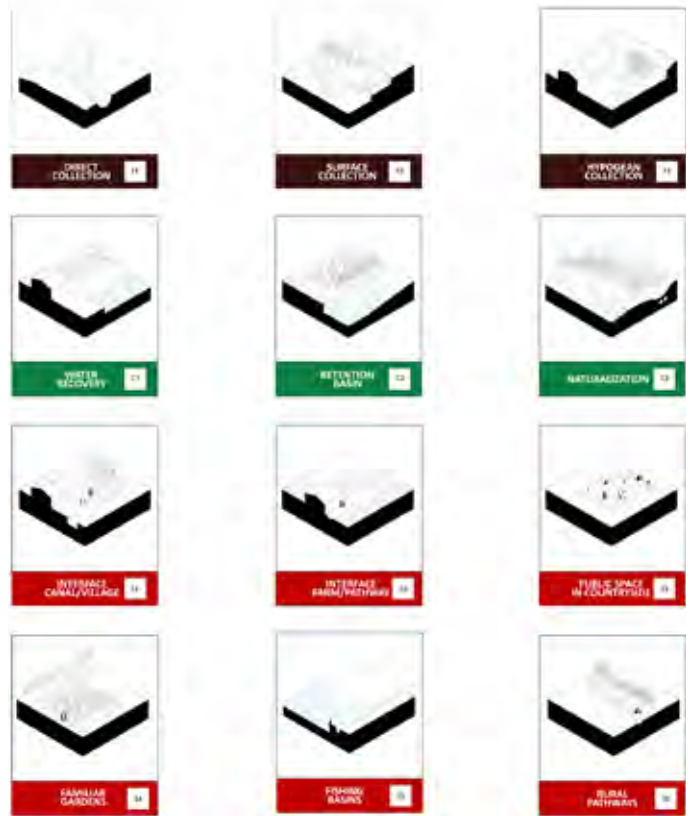 DIRECT
COLLECTION
SURFACE
COLLECTION
HYPOGEAN
COLLECTION
WATER
RECOVERY
RETENTION
BASIN
NATURALIZATION
INTERFACE
CANAL/VILLAGE
INTERFACE
FARM/PATHWAY
PUBLIC SPACE
IN COUNTRYSIDE
FAMILIAR
GARDENS
FISHING
BASINS
RURAL
PATHWAYS